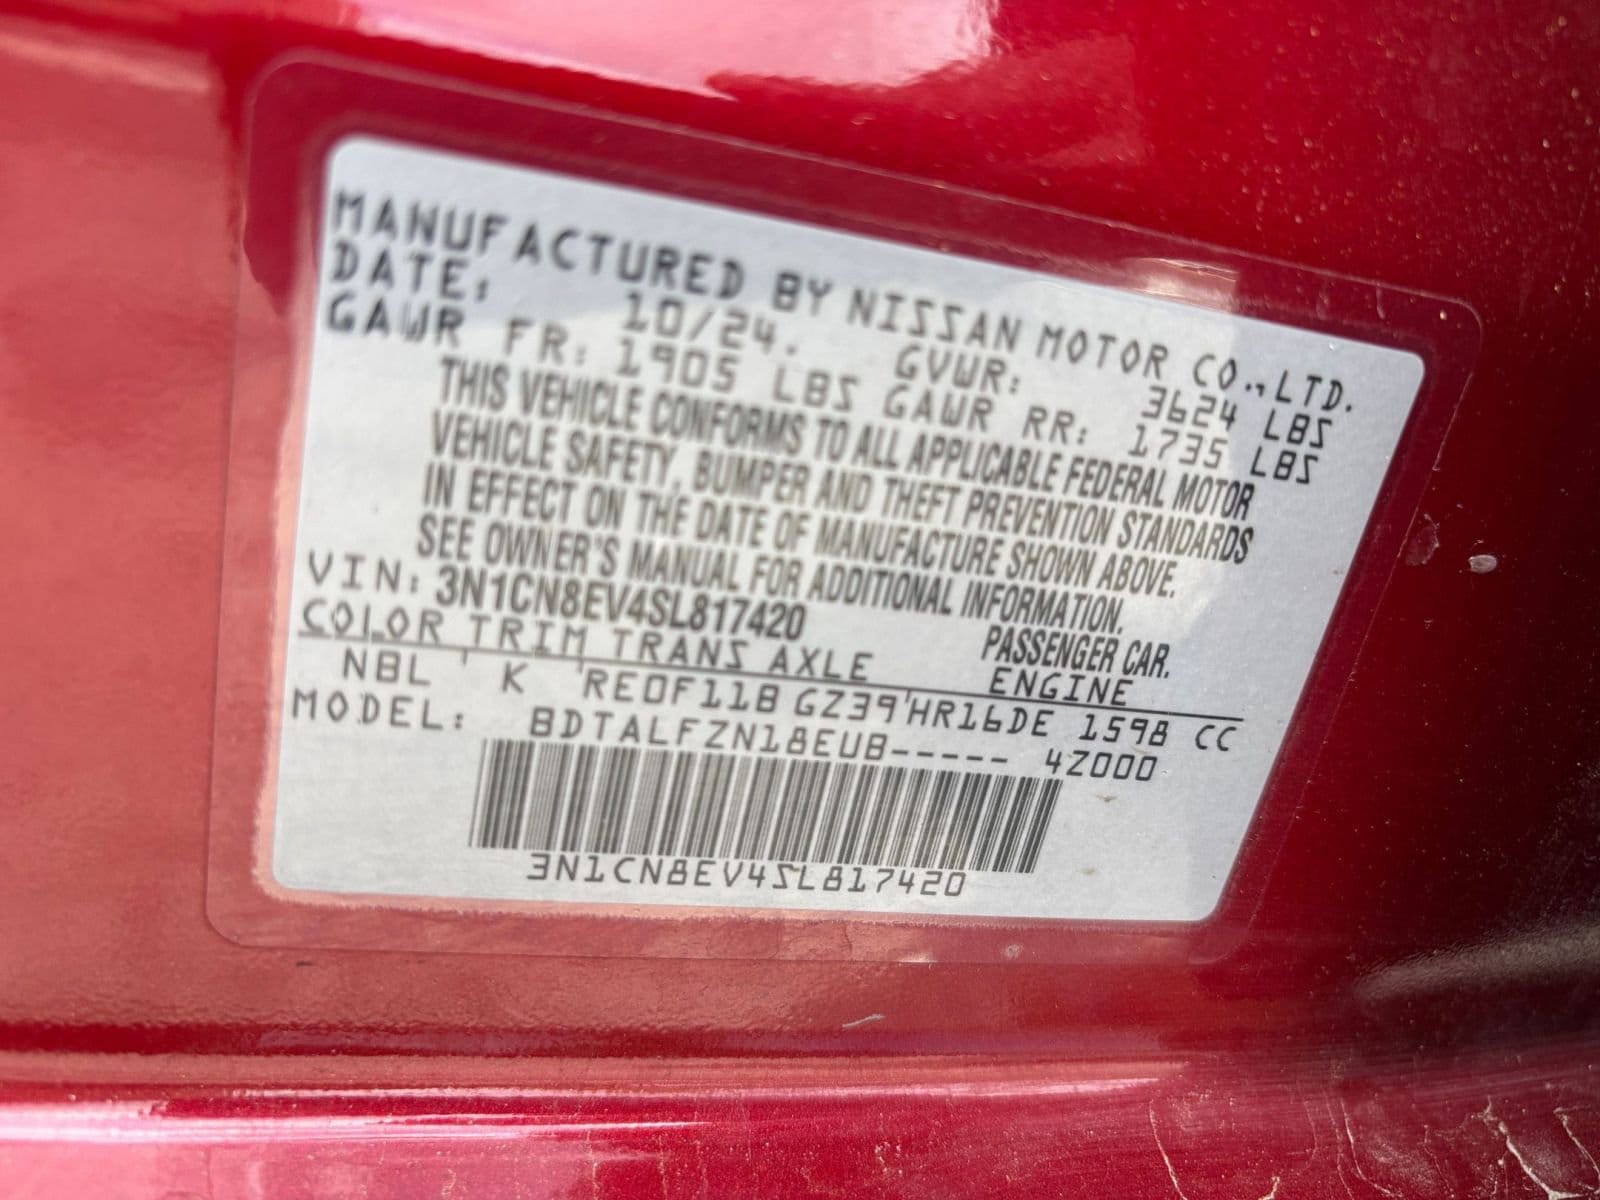 MANUFACTURED BY NISSAN MOTOR CO., LTD.
DATE: 10/24. GVWR: 3624 LBS
GAWR FR: 1905 LBS GAWR RR: 1735 LBS
THIS VEHICLE CONFORMS TO ALL APPLICABLE FEDERAL MOTOR
VEHICLE SAFETY, BUMPER AND THEFT PREVENTION STANDARDS
IN EFFECT ON THE DATE OF MANUFACTURE SHOWN ABOVE.
SEE OWNER'S MANUAL FOR ADDITIONAL INFORMATION.
VIN: 3N1CN8EV4SL817420 PASSENGER CAR.
COLOR TRIM TRANS AXLE ENGINE
NBL K RE0F11B GZ39 HR16DE 1598 CC
MODEL: BDTALFZN18EUB----- 4Z000
3N1CN8EV4SL817420